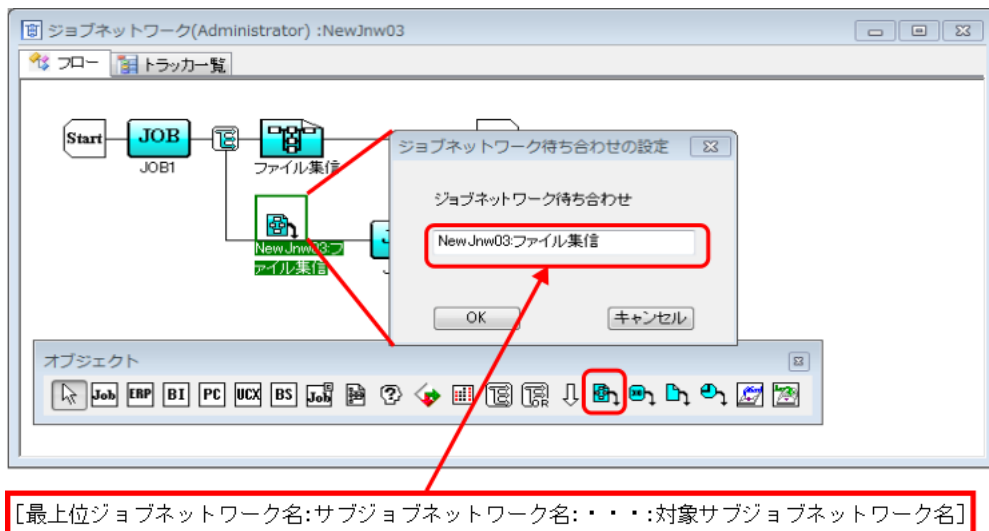 ジョブネットワーク(Administrator) :NewJnw03
フロー トラッカ一覧
Start
JOB
JOB1
ファイル集信
ジョブネットワーク待ち合わせの設定
ジョブネットワーク待ち合わせ
NewJnw03:ファイル集信
NewJnw03:フ
ァイル集信
J
OK キャンセル
オブジェクト
Job ERP BI PC UCX BS Job OR
[最上位ジョブネットワーク名:サブジョブネットワーク名:・・・:対象サブジョブネットワーク名]